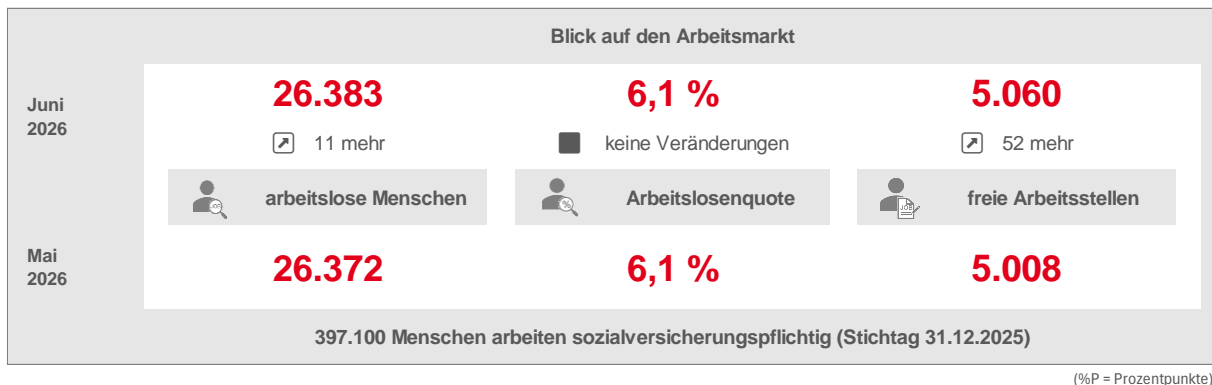 Blick auf den Arbeitsmarkt
Juni
2026
26.383
6,1 %
5.060
11 mehr
keine Veränderungen
52 mehr
JOB
arbeitslose Menschen
%
Arbeitslosenquote
JOB
freie Arbeitsstellen
Mai
2026
26.372
6,1 %
5.008
397.100 Menschen arbeiten sozialversicherungspflichtig (Stichtag 31.12.2025)
(%P = Prozentpunkte)